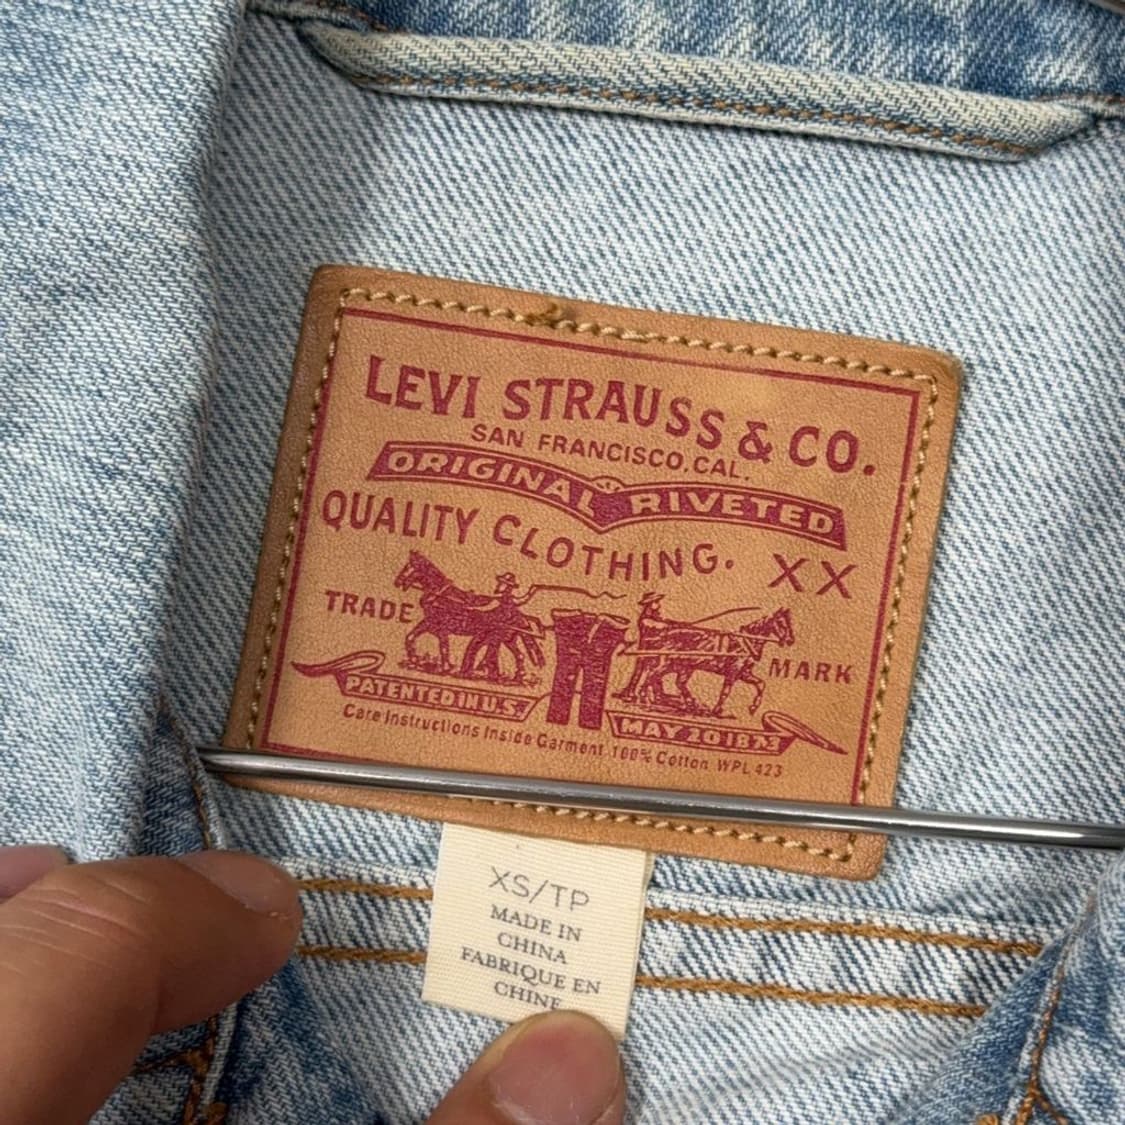 LEVI STRAUSS & CO.
SAN FRANCISCO, CAL.
ORIGINAL RIVETED
QUALITY CLOTHING. XX
TRADE MARK
PATENTED IN U.S. MAY 20 1873
Care Instructions Inside Garment 100% Cotton WPL 423
XS/TP
MADE IN
CHINA
FABRIQUE EN
CHINE